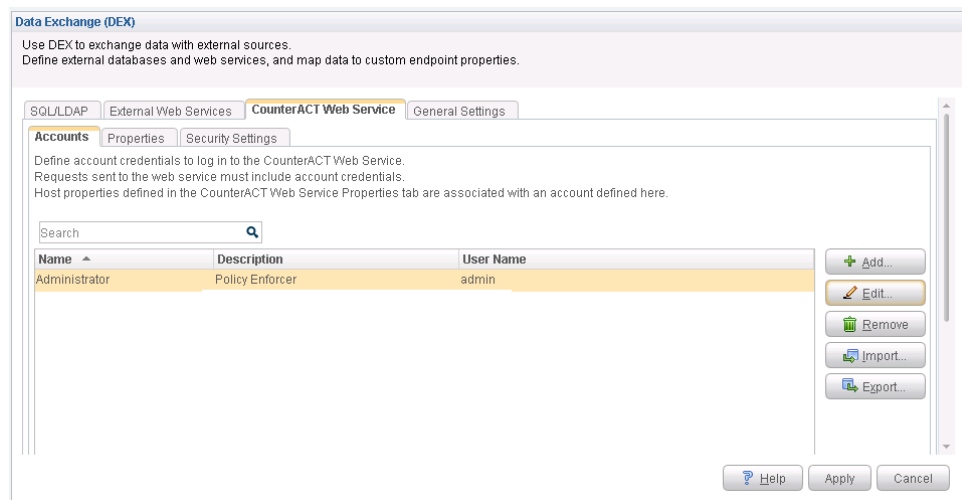 Data Exchange (DEX)
Use DEX to exchange data with external sources.
Define external databases and web services, and map data to custom endpoint properties.
SQL/LDAP External Web Services CounterACT Web Service General Settings
Accounts Properties Security Settings
Define account credentials to log in to the CounterACT Web Service.
Requests sent to the web service must include account credentials.
Host properties defined in the CounterACT Web Service Properties tab are associated with an account defined here.
Search
Name Description User Name
Administrator Policy Enforcer admin
Add...
Edit...
Remove
Import...
Export...
Help Apply Cancel